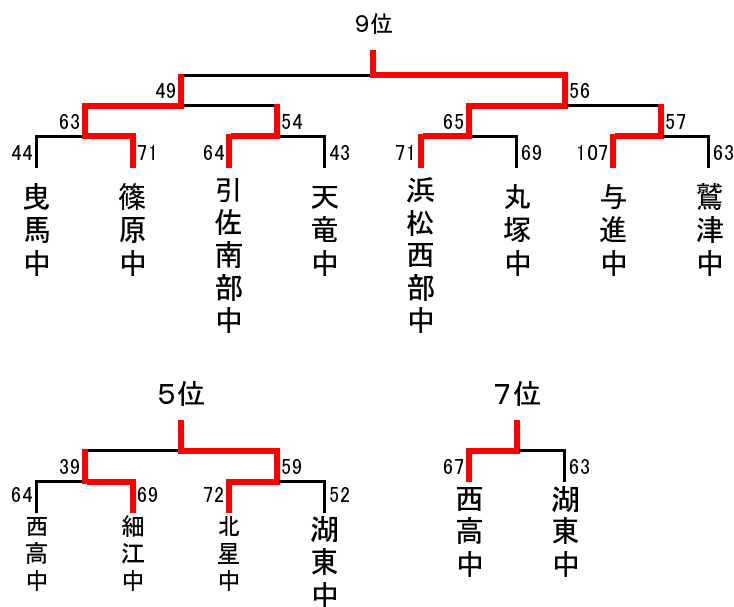 9位
49 56
63 54 65 57
44 71 64 43 71 69 107 63
曳馬中
篠原中
引佐南部中
天竜中
浜松西部中
丸塚中
与進中
鷲津中
5位
39 59
64 69 72 52
西高中
細江中
北星中
湖東中
7位
67 63
西高中
湖東中